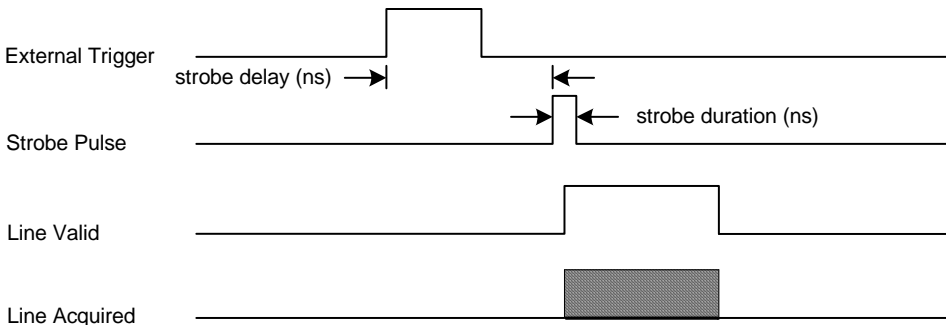 External Trigger
strobe delay (ns)
strobe duration (ns)
Strobe Pulse
Line Valid
Line Acquired